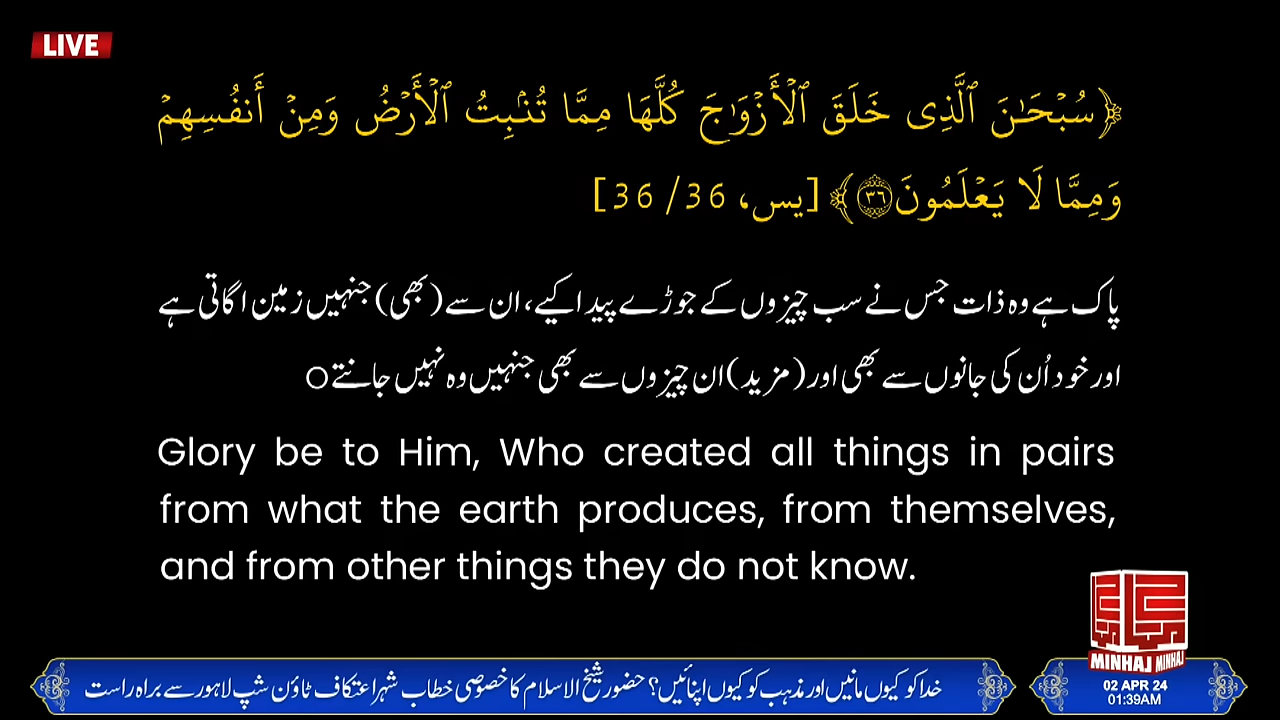 LIVE
﴿سُبۡحَٰنَ ٱلَّذِي خَلَقَ ٱلۡأَزۡوَٰجَ كُلَّهَا مِمَّا تُنۢبِتُ ٱلۡأَرۡضُ وَمِنۡ أَنفُسِهِمۡ
وَمِمَّا لَا يَعۡلَمُونَ ٣٦﴾ [يس، 36/36]
پاک ہے وہ ذات جس نے سب چیزوں کے جوڑے پیدا کیے، ان سے (بھی) جنہیں زمین اگاتی ہے
اور خود اُن کی جانوں سے بھی اور (مزید) ان چیزوں سے بھی جنہیں وہ نہیں جانتےo
Glory be to Him, Who created all things in pairs
from what the earth produces, from themselves,
and from other things they do not know.
MINHAJ MINHAJ
خدا کو کیوں مانیں اور مذہب کو کیوں اپنائیں؟ حضور شیخ الاسلام کا خصوصی خطاب شہر اعتکاف ٹاؤن شپ لاہور سے براہ راست
02 APR 24
01:39AM